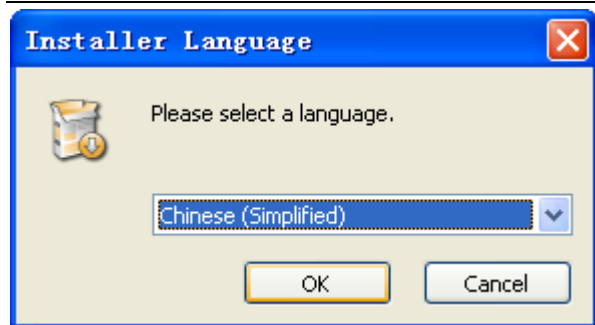 Installer Language
Please select a language.
Chinese (Simplified)
OK
Cancel